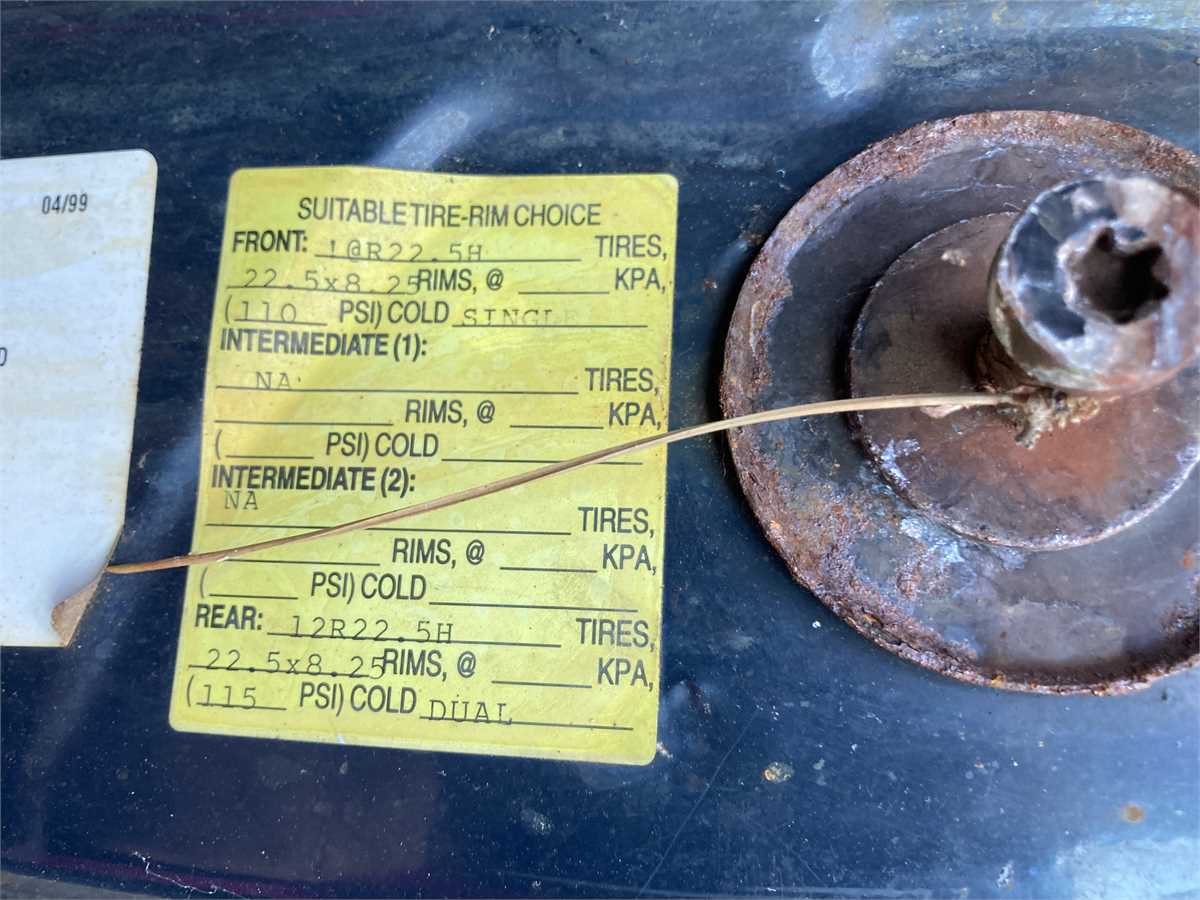 04/99
0
SUITABLE TIRE-RIM CHOICE
FRONT: 1@R22.5H TIRES,
22.5x8.25 RIMS, @ KPA,
(110 PSI) COLD SINGLE
INTERMEDIATE (1):
NA TIRES,
RIMS, @ KPA,
( PSI) COLD
INTERMEDIATE (2):
NA
TIRES,
RIMS, @ KPA,
( PSI) COLD
REAR: 12R22.5H TIRES,
22.5x8.25 RIMS, @ KPA,
(115 PSI) COLD DUAL